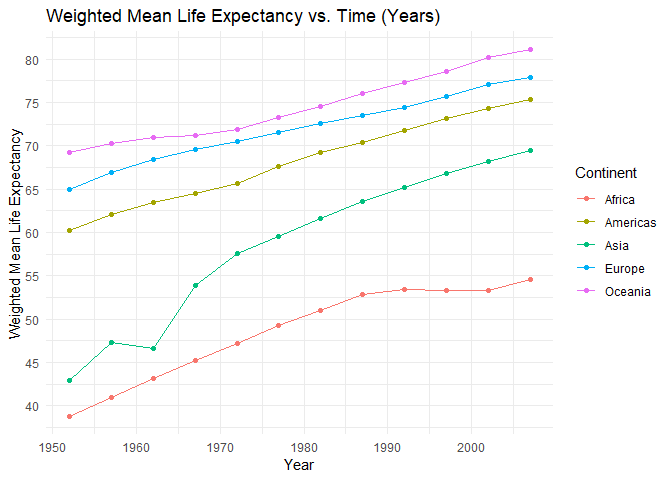 Weighted Mean Life Expectancy vs. Time (Years)
Weighted Mean Life Expectancy
80
75
70
65
60
55
50
45
40
1950
1960
1970
1980
1990
2000
Year
Continent
Africa
Americas
Asia
Europe
Oceania